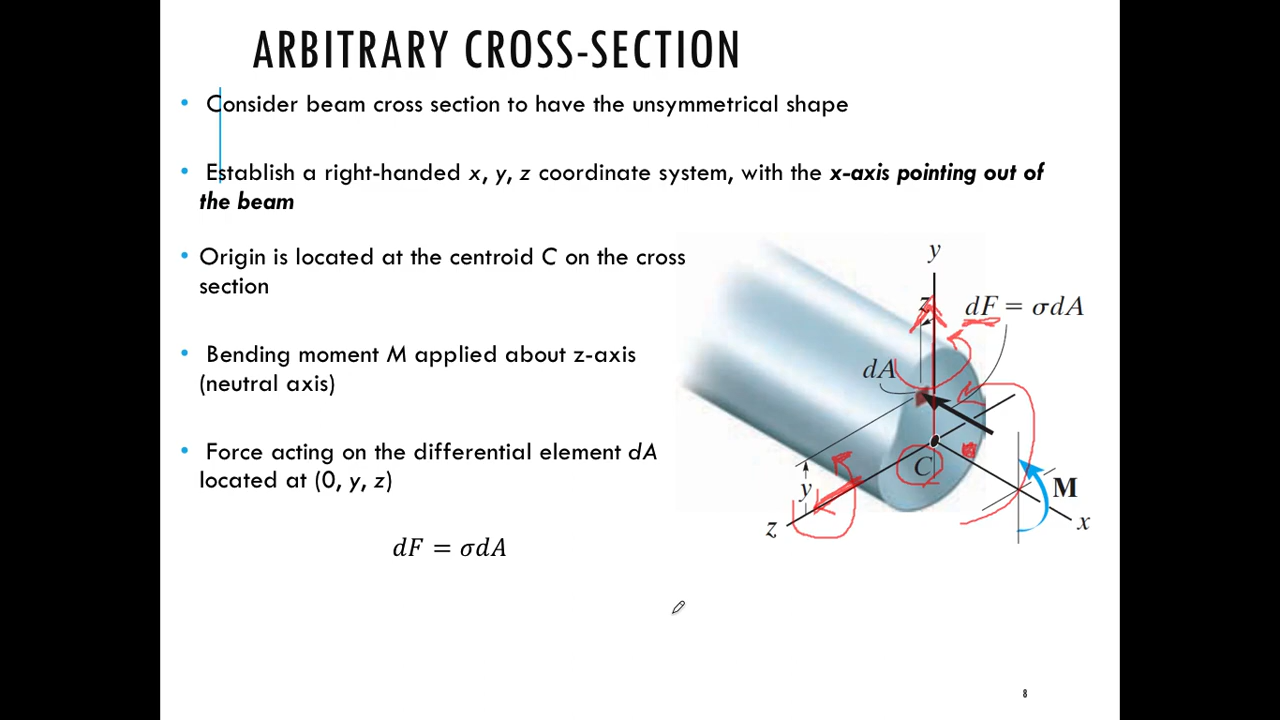 ARBITRARY CROSS-SECTION
• Consider beam cross section to have the unsymmetrical shape
• Establish a right-handed x, y, z coordinate system, with the x-axis pointing out of
the beam
• Origin is located at the centroid C on the cross
section
• Bending moment M applied about z-axis
(neutral axis)
• Force acting on the differential element dA
located at (0, y, z)
dF = σdA
y
z
dF = σdA
dA
C
y
M
z
x
8